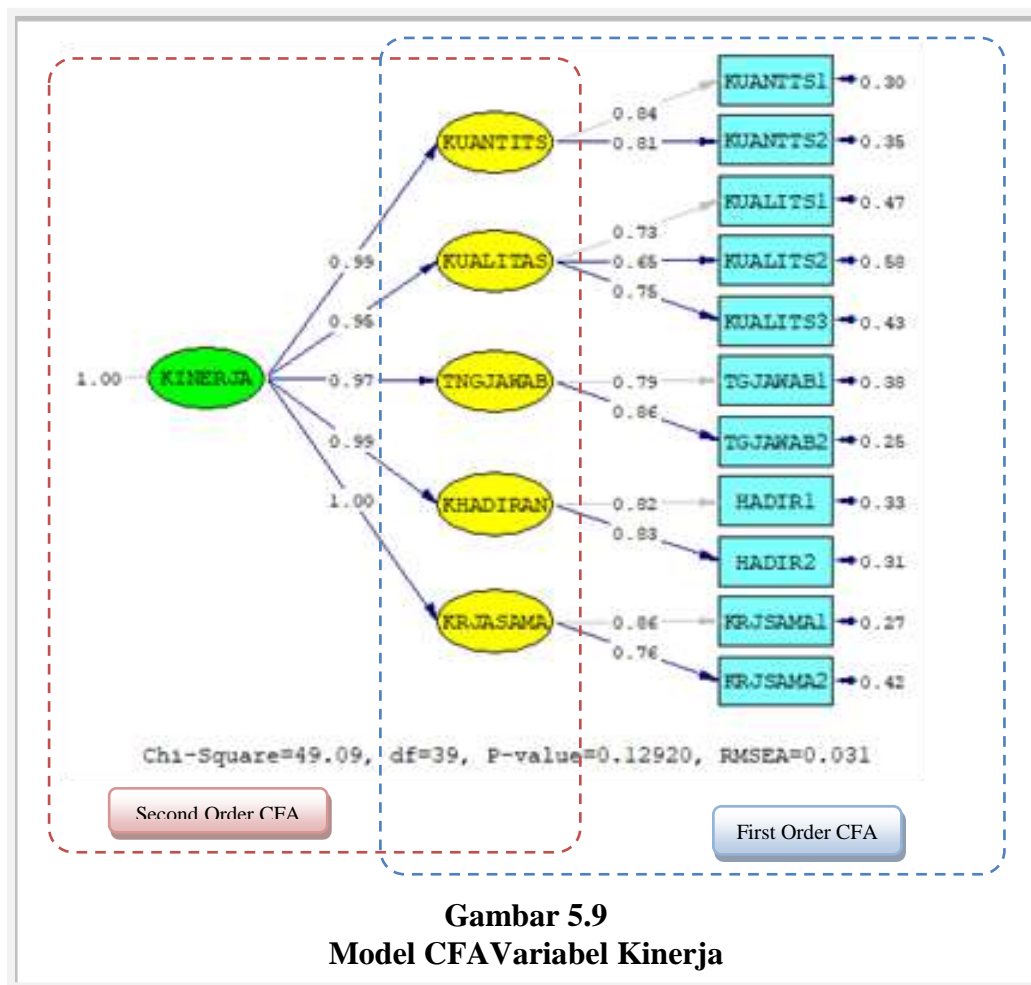 KUANTTS1
0.30
0.84
KUANTITS
0.81
KUANTTS2
0.35
KUALITS1
0.47
0.73
0.99
KUALITAS
0.65
KUALITS2
0.58
0.75
0.95
KUALITS3
0.43
1.00
KINERJA
0.97
TNGJAWAB
0.79
TGJAWAB1
0.38
0.86
TGJAWAB2
0.25
0.99
1.00
KHADIRAN
0.82
HADIR1
0.33
0.83
HADIR2
0.31
KRJASAMA
0.86
KRJSAMA1
0.27
0.76
KRJSAMA2
0.42
Chi-Square=49.09, df=39, P-value=0.12920, RMSEA=0.031
Second Order CFA
First Order CFA
Gambar 5.9
Model CFAVariabel Kinerja